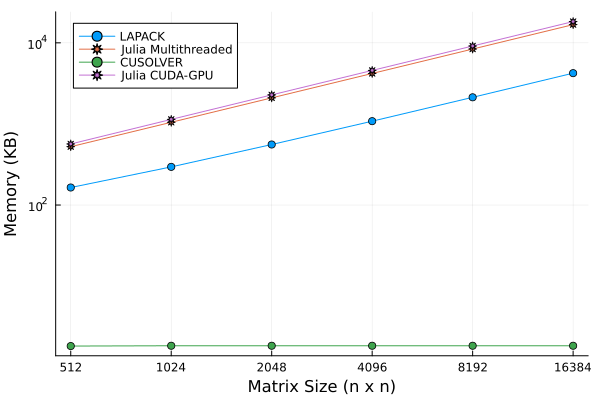 LAPACK
Julia Multithreaded
CUSOLVER
Julia CUDA-GPU
10^4
10^2
Memory (KB)
512 1024 2048 4096 8192 16384
Matrix Size (n x n)